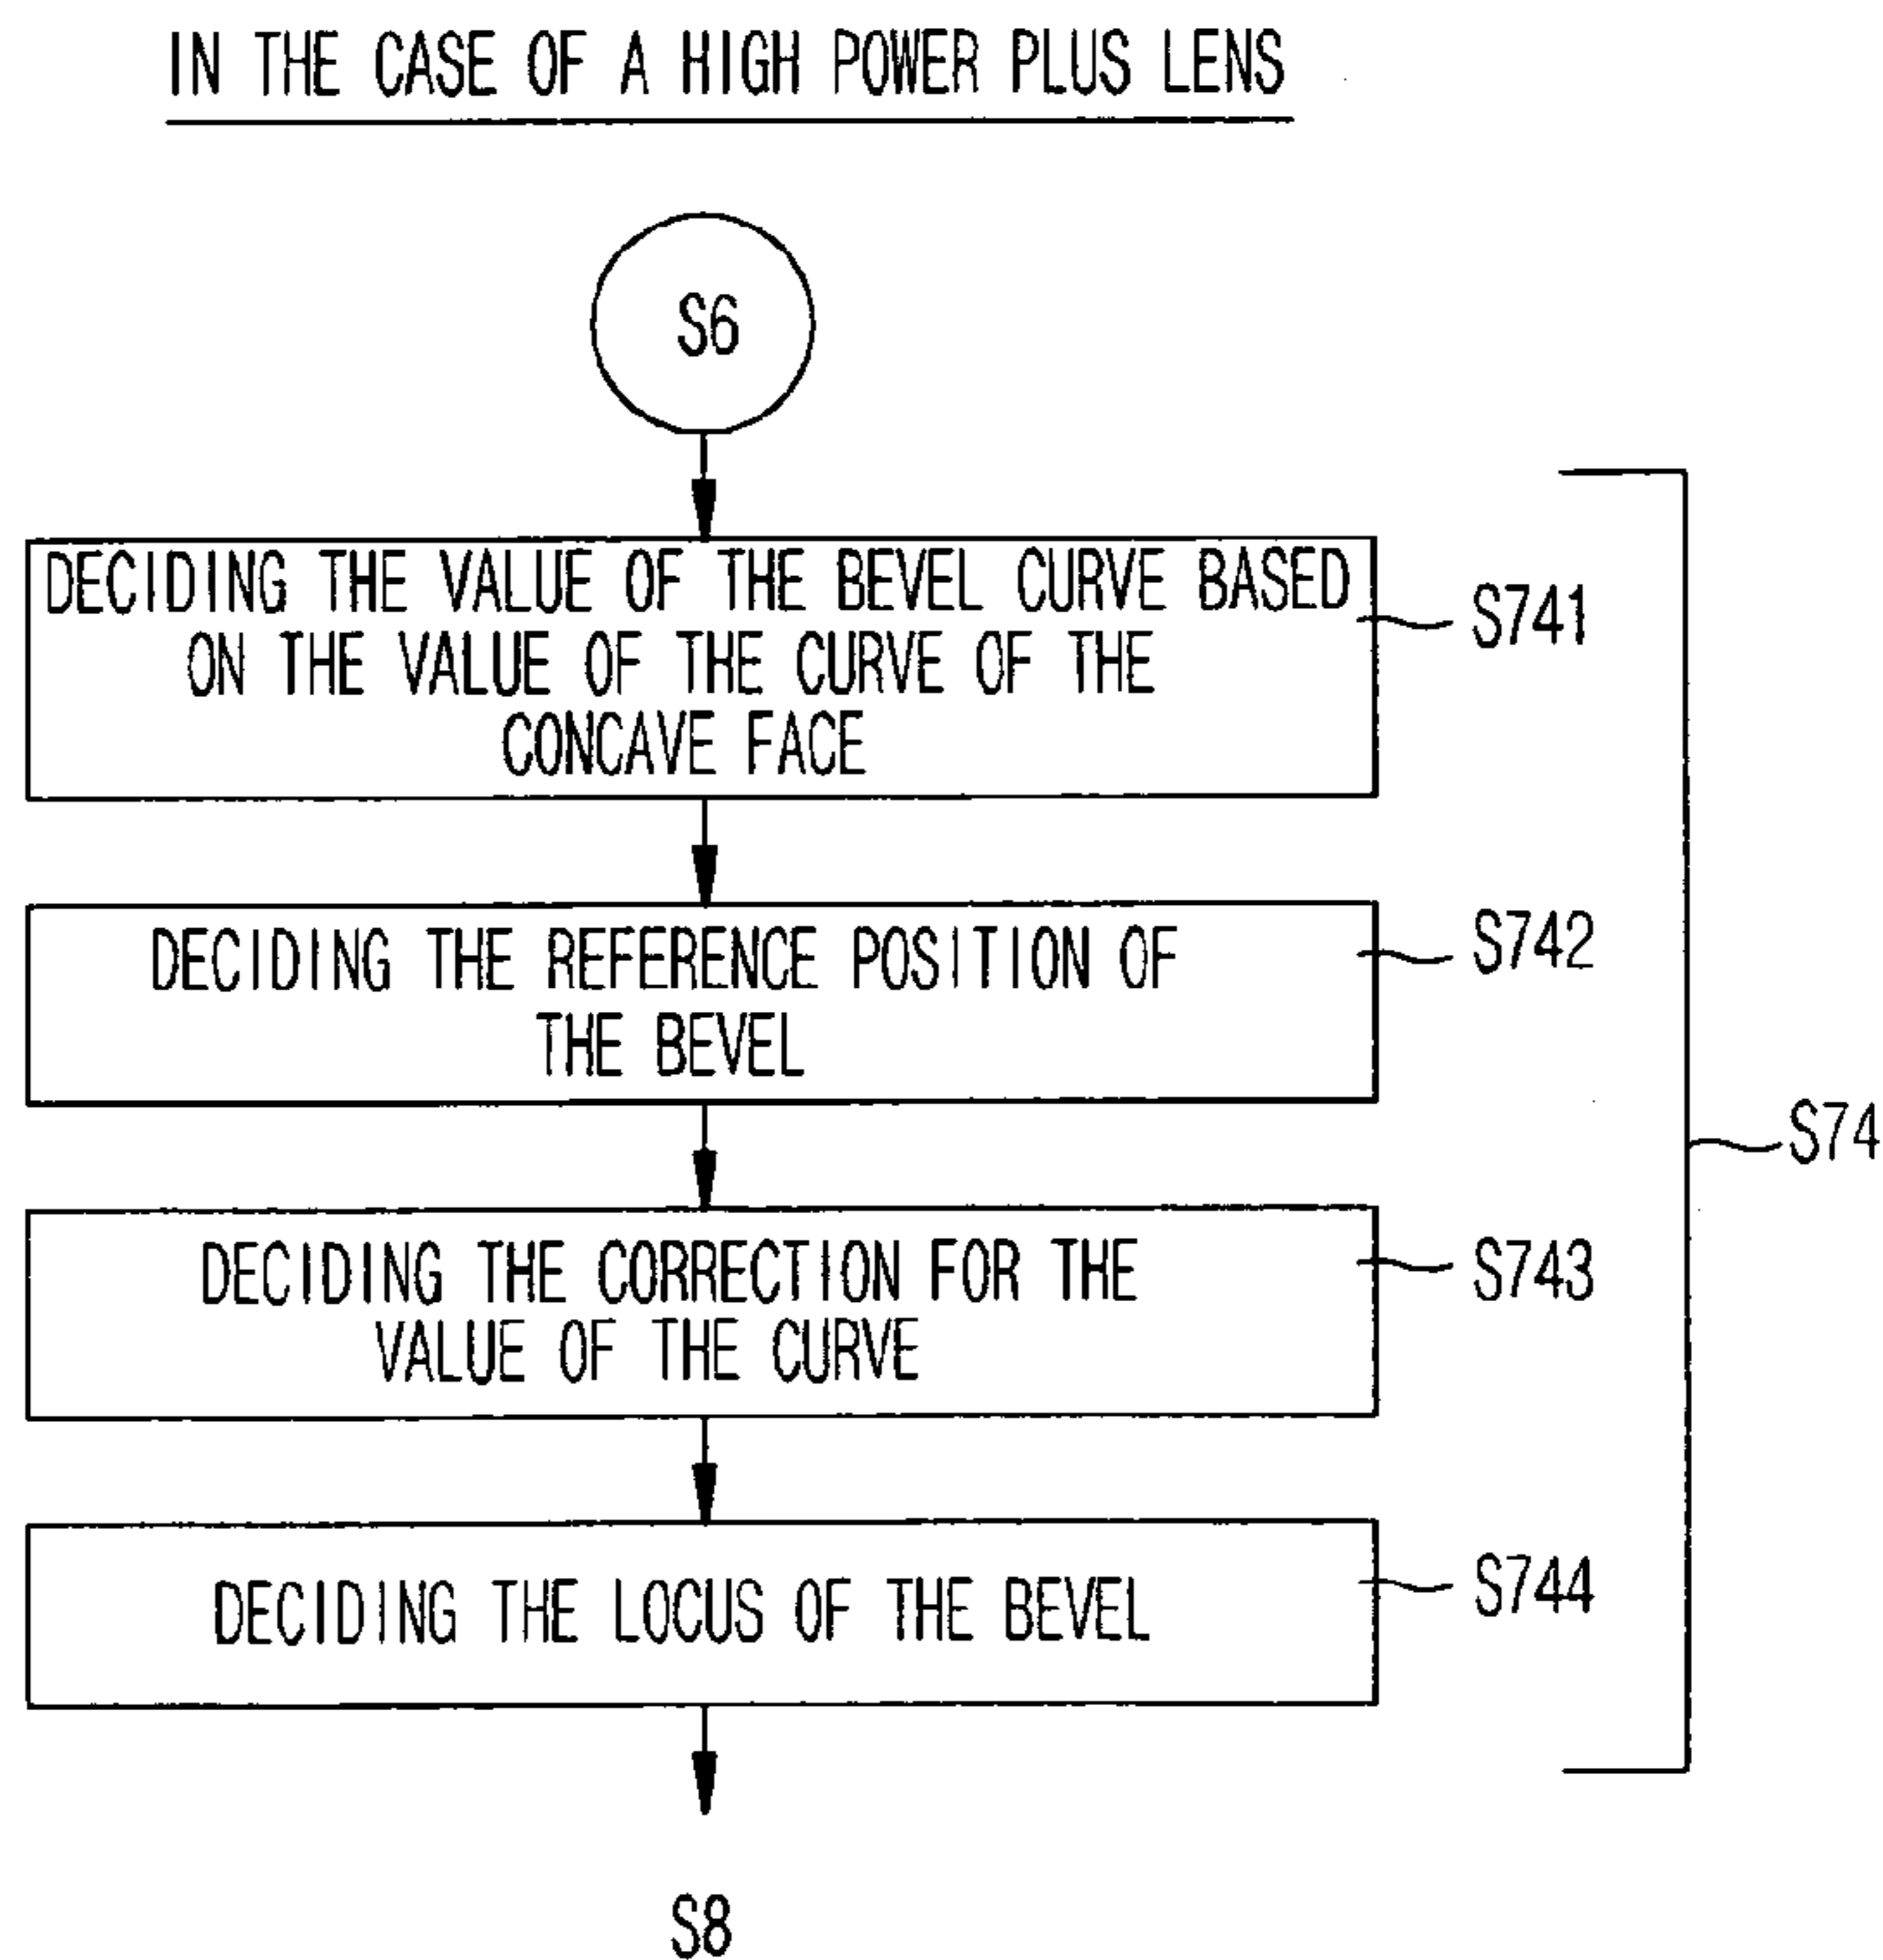 IN THE CASE OF A HIGH POWER PLUS LENS
S6
DECIDING THE VALUE OF THE BEVEL CURVE BASED
ON THE VALUE OF THE CURVE OF THE
CONCAVE FACE
S741
DECIDING THE REFERENCE POSITION OF
THE BEVEL
S742
S74
DECIDING THE CORRECTION FOR THE
VALUE OF THE CURVE
S743
DECIDING THE LOCUS OF THE BEVEL
S744
S8